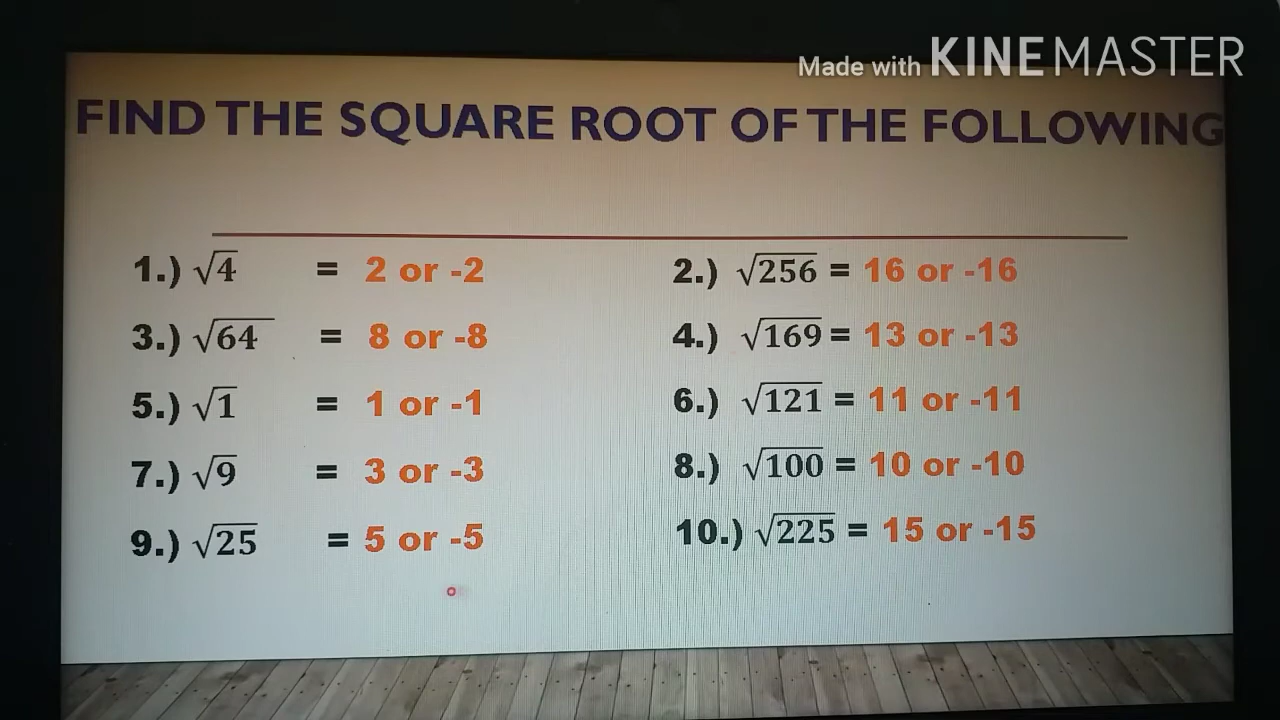 Made with KINEMASTER
FIND THE SQUARE ROOT OF THE FOLLOWING
1.) √4 = 2 or -2
2.) √256 = 16 or -16
3.) √64 = 8 or -8
4.) √169 = 13 or -13
5.) √1 = 1 or -1
6.) √121 = 11 or -11
7.) √9 = 3 or -3
8.) √100 = 10 or -10
9.) √25 = 5 or -5
10.) √225 = 15 or -15